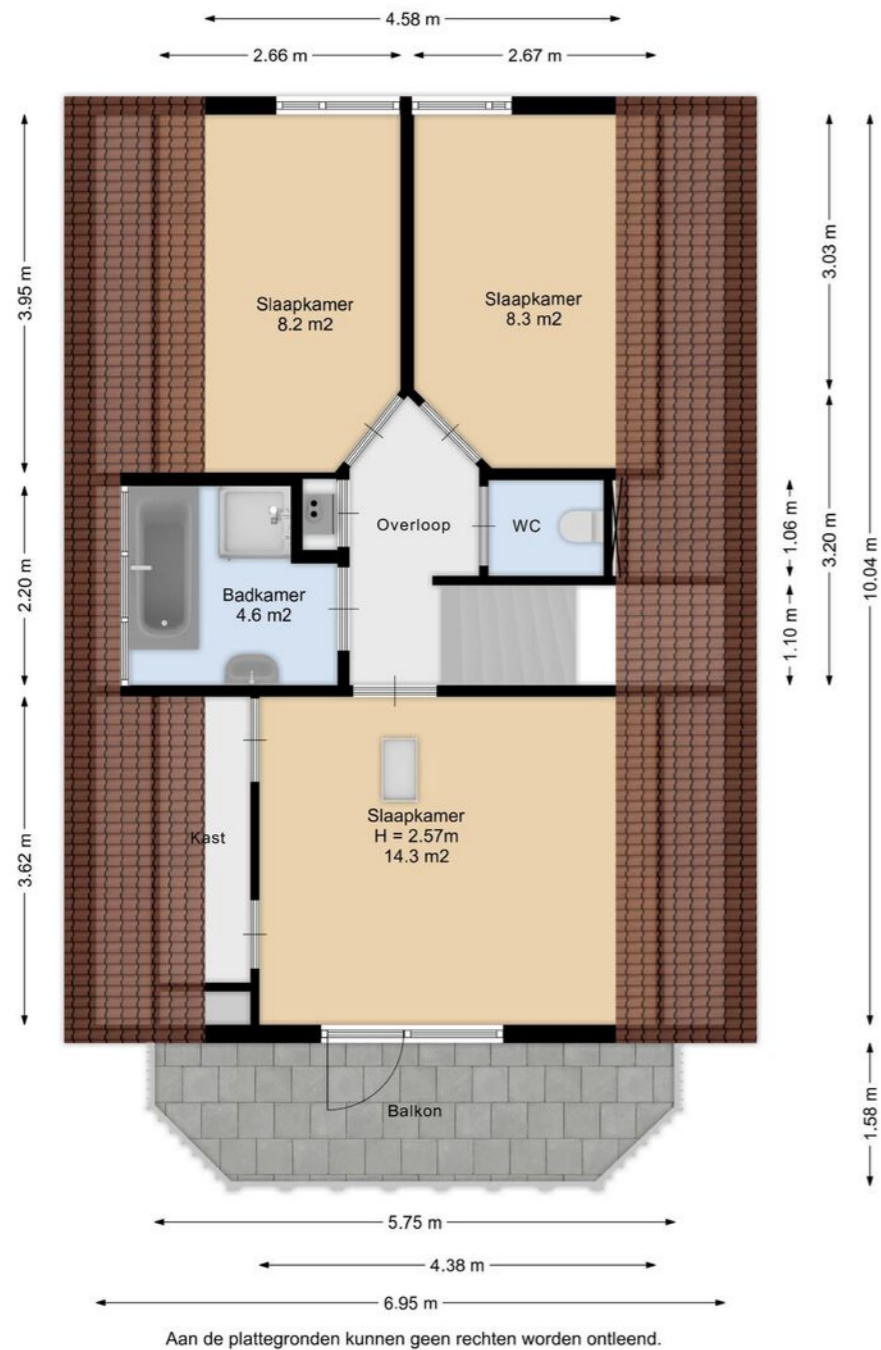 4.58 m
2.66 m
2.67 m
3.95 m
3.03 m
Slaapkamer
8.2 m2
Slaapkamer
8.3 m2
2.20 m
Overloop
WC
1.06 m
3.20 m
10.04 m
Badkamer
4.6 m2
1.10 m
3.62 m
Kast
Slaapkamer
H = 2.57m
14.3 m2
Balkon
1.58 m
5.75 m
4.38 m
6.95 m
Aan de plattegronden kunnen geen rechten worden ontleend.